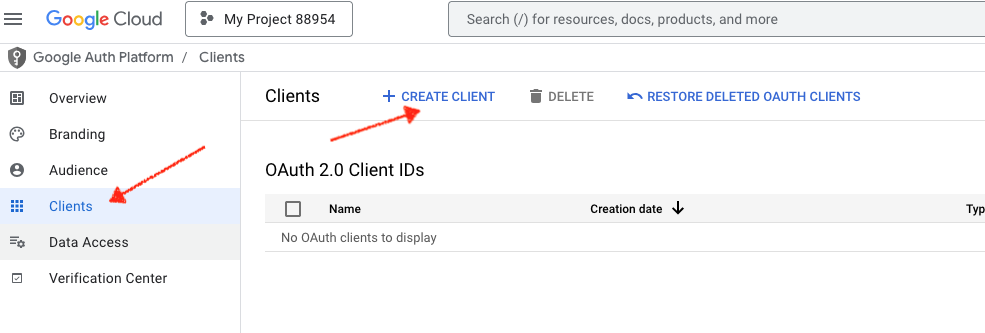 Google Cloud My Project 88954 Search (/) for resources, docs, products, and more
Google Auth Platform / Clients
Overview
Branding
Audience
Clients
Data Access
Verification Center
Clients + CREATE CLIENT DELETE RESTORE DELETED OAUTH CLIENTS
OAuth 2.0 Client IDs
Name Creation date Typ
No OAuth clients to display